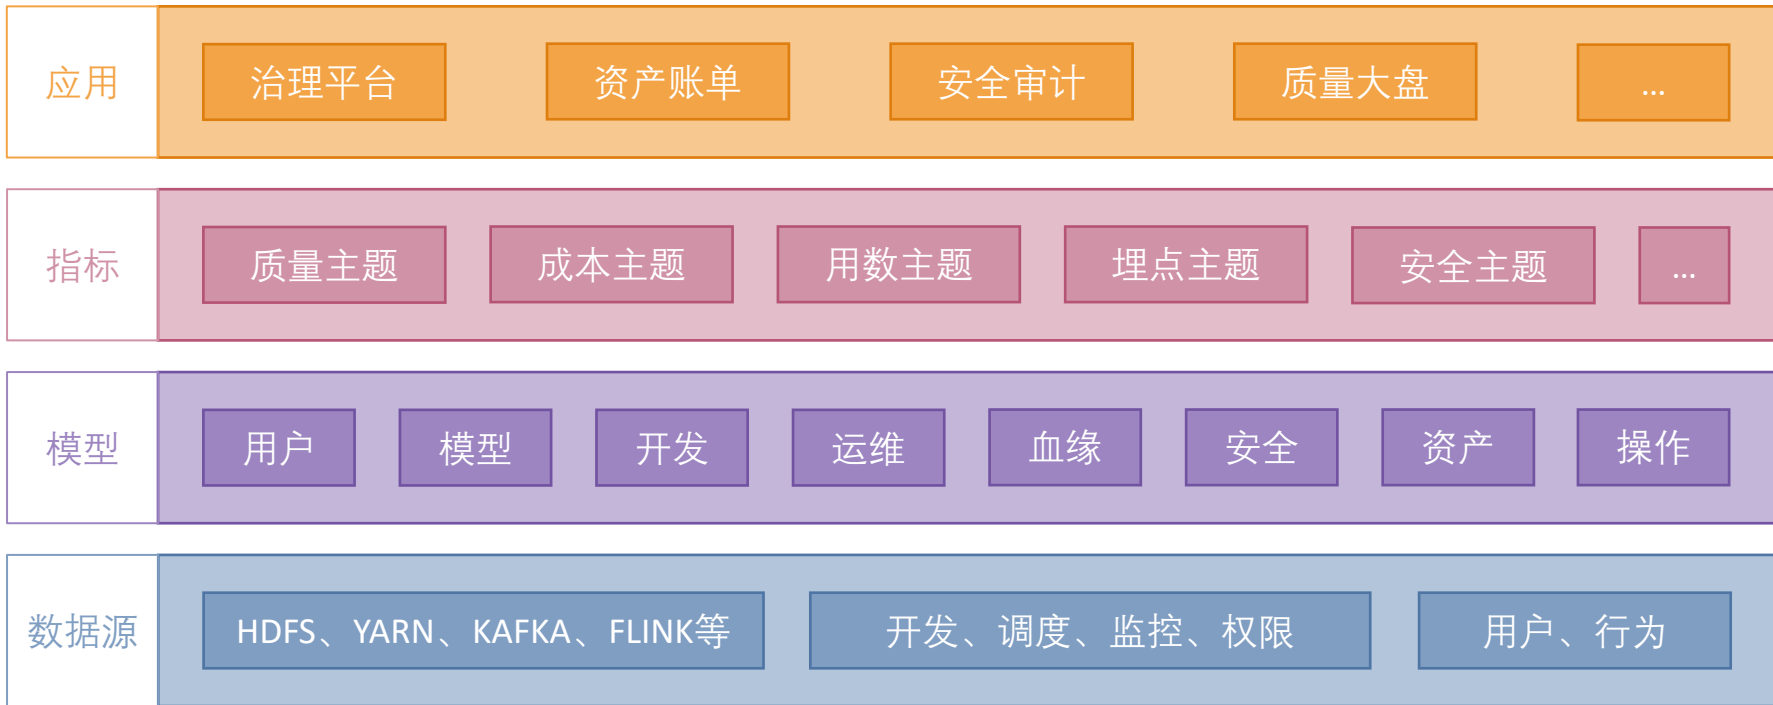 应用
治理平台
资产账单
安全审计
质量大盘
...
指标
质量主题
成本主题
用数主题
埋点主题
安全主题
...
模型
用户
模型
开发
运维
血缘
安全
资产
操作
数据源
HDFS、YARN、KAFKA、FLINK等
开发、调度、监控、权限
用户、行为